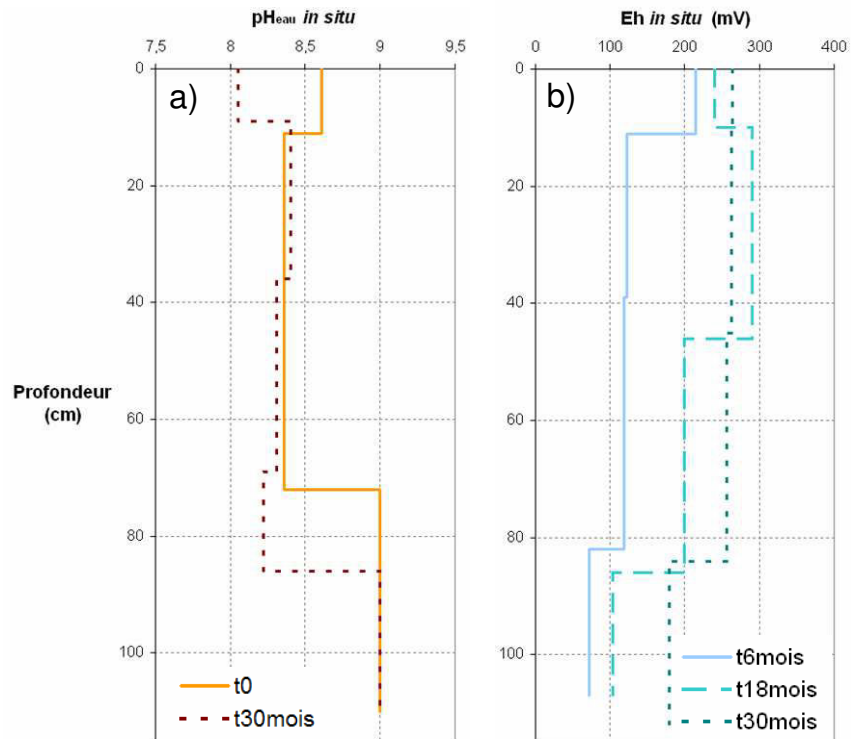 pHeau in situ
7,5 8 8,5 9 9,5
Eh in situ (mV)
0 100 200 300 400
0
20
40
60
80
100
Profondeur
(cm)
a)
t0
t30mois
b)
0
20
40
60
80
100
t6mois
t18mois
t30mois